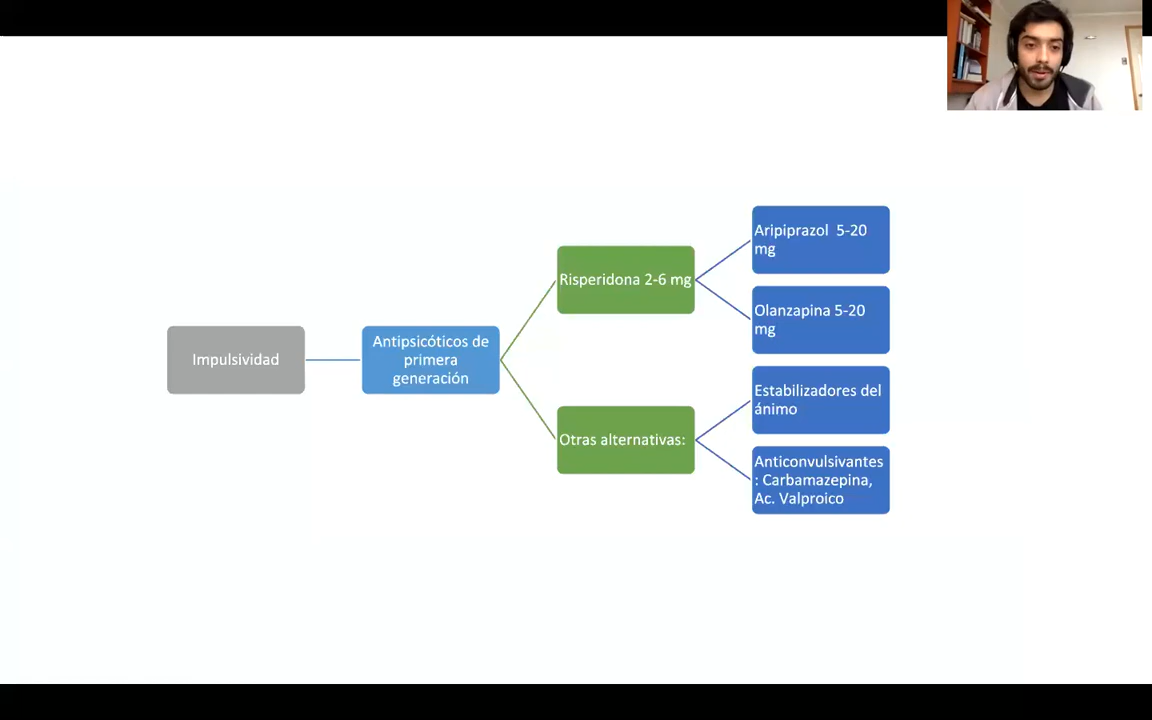 Impulsividad
Antipsicóticos de
primera
generación
Risperidona 2-6 mg
Otras alternativas:
Aripiprazol 5-20
mg
Olanzapina 5-20
mg
Estabilizadores del
ánimo
Anticonvulsivantes
: Carbamazepina,
Ac. Valproico